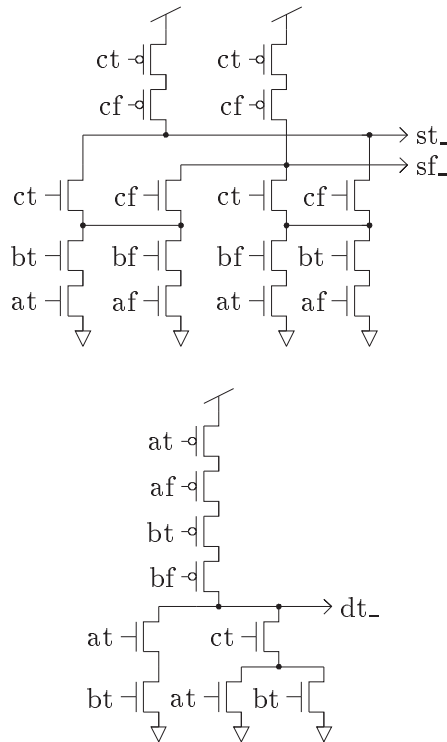 ct ct
cf cf
st_
sf_
ct cf ct cf
bt bf bf bt
at af at af
at
af
bt
bf
dt_
at ct
bt at bt